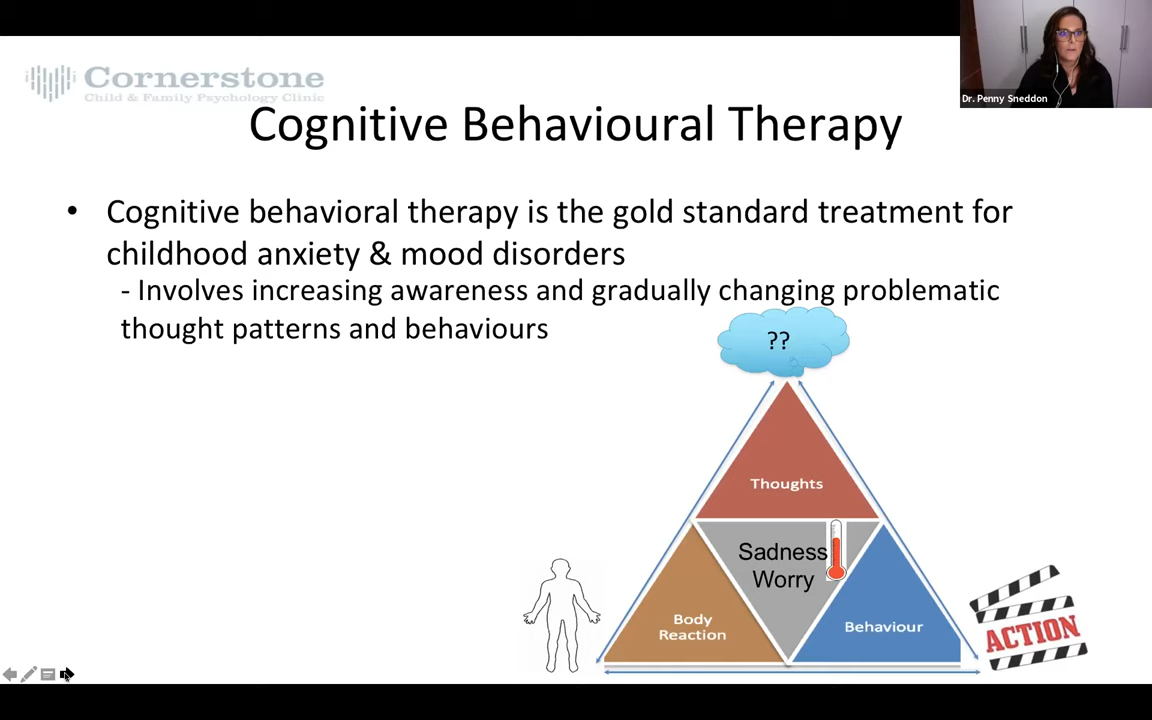 Cornerstone
Child & Family Psychology Clinic
Dr. Penny Sneddon
Cognitive Behavioural Therapy
• Cognitive behavioral therapy is the gold standard treatment for
childhood anxiety & mood disorders
- Involves increasing awareness and gradually changing problematic
thought patterns and behaviours
??
Thoughts
Sadness
Worry
Body
Reaction
Behaviour
ACTION